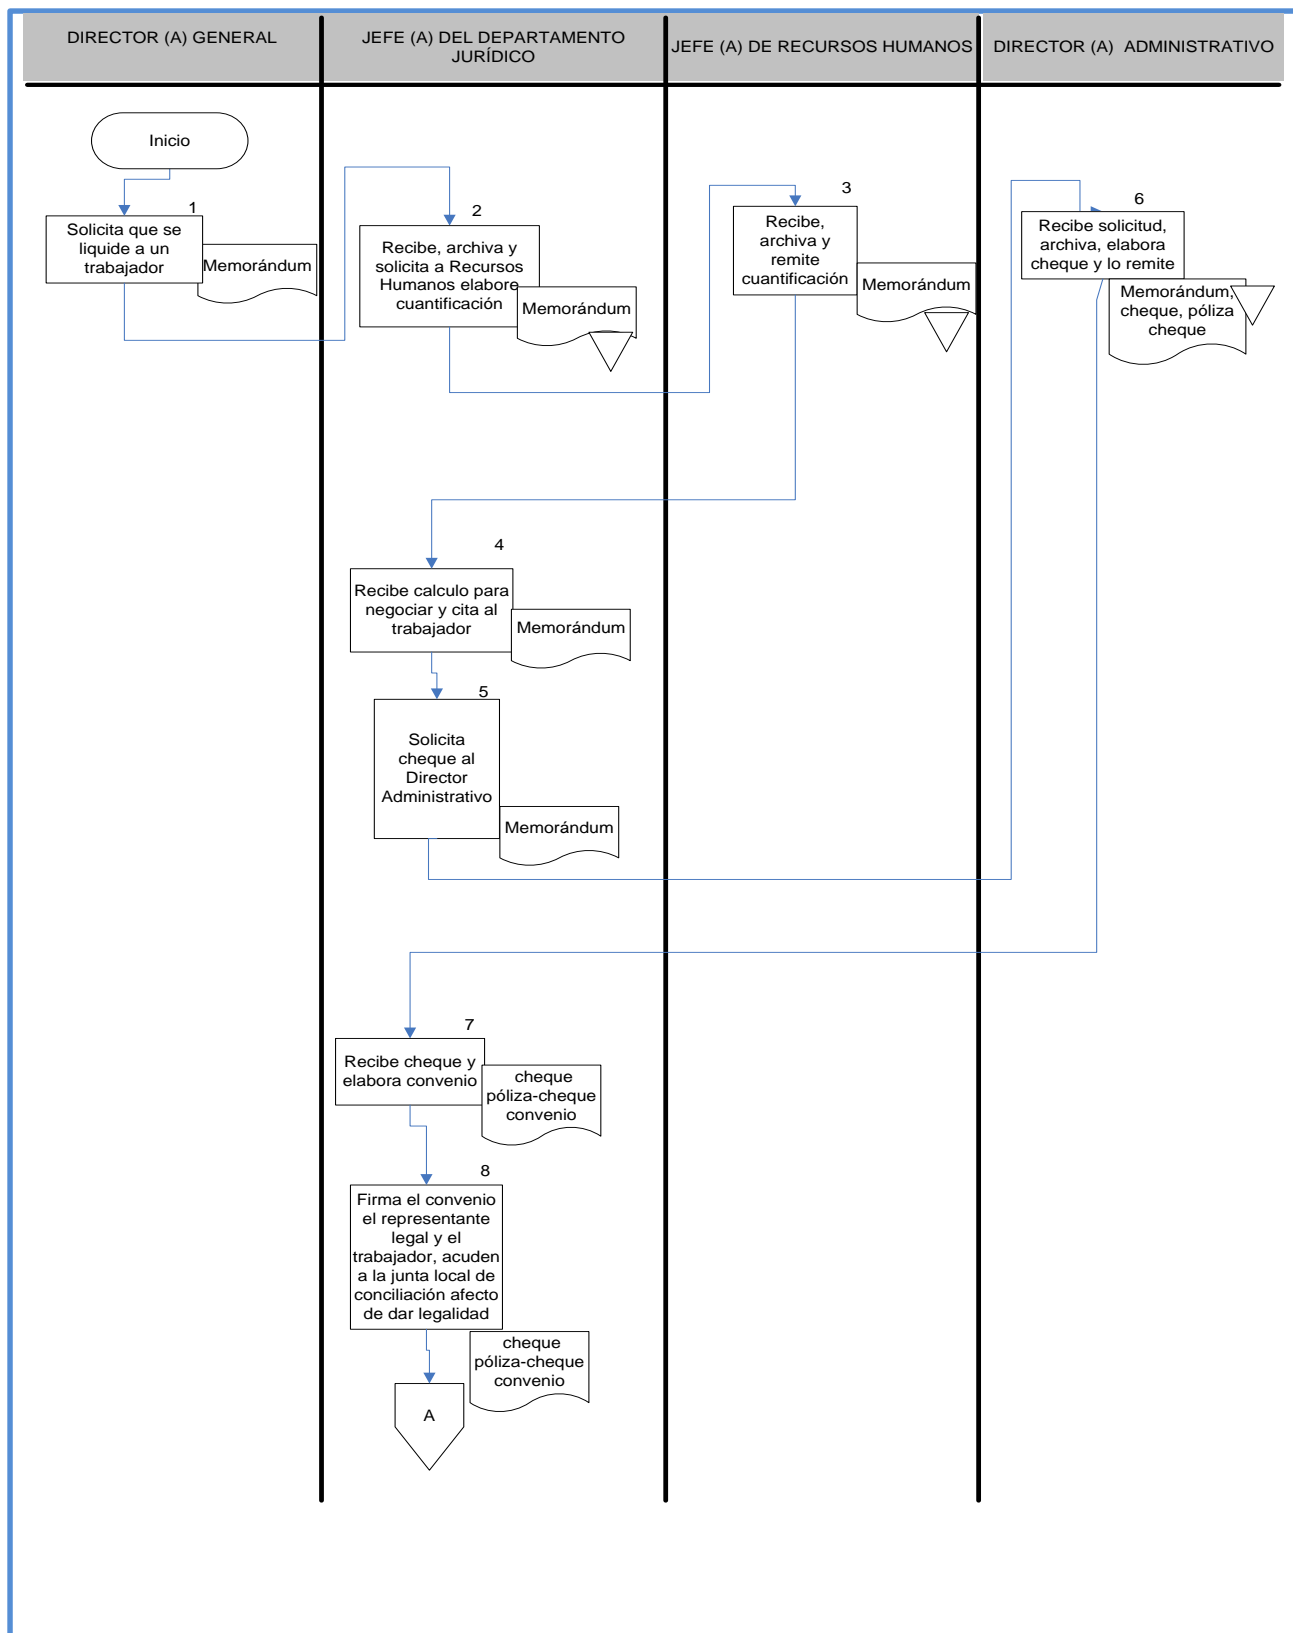 DIRECTOR (A) GENERAL
JEFE (A) DEL DEPARTAMENTO
JURÍDICO
JEFE (A) DE RECURSOS HUMANOS
DIRECTOR (A)  ADMINISTRATIVO
Inicio
1
Solicita que se
liquide a un
trabajador
Memorándum
2
Recibe, archiva y
solicita a Recursos
Humanos elabore
cuantificación
Memorándum
3
Recibe,
archiva y
remite
cuantificación
Memorándum
6
Recibe solicitud,
archiva, elabora
cheque y lo remite
Memorándum,
cheque, póliza
cheque
4
Recibe calculo para
negociar y cita al
trabajador
Memorándum
5
Solicita
cheque al
Director
Administrativo
Memorándum
7
Recibe cheque y
elabora convenio
cheque
póliza-cheque
convenio
8
Firma el convenio
el representante
legal y el
trabajador, acuden
a la junta local de
conciliación afecto
de dar legalidad
cheque
póliza-cheque
convenio
A